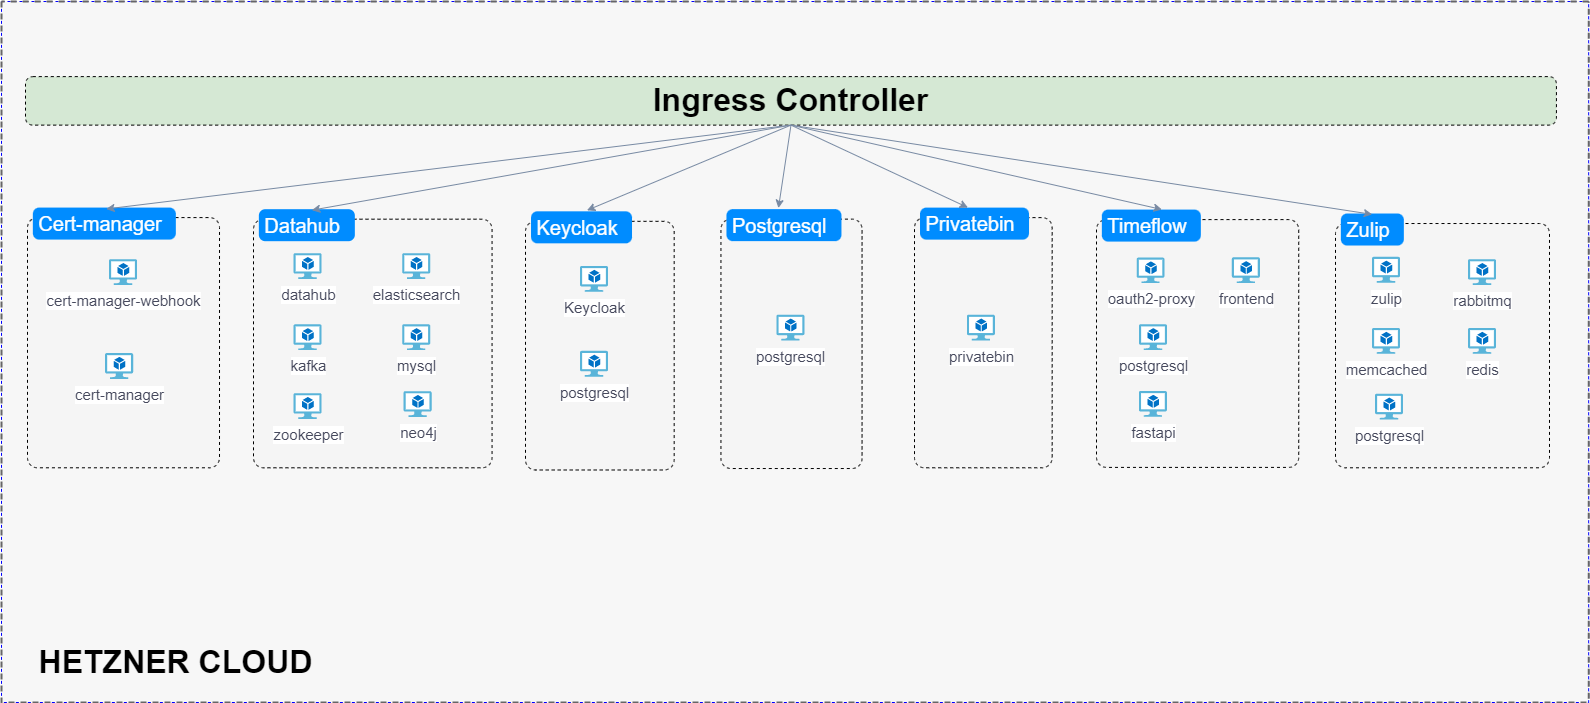 Ingress Controller
Cert-manager
cert-manager-webhook
cert-manager
Datahub
datahub
elasticsearch
kafka
mysql
zookeeper
neo4j
Keycloak
Keycloak
postgresql
Postgresql
postgresql
Privatebin
privatebin
Timeflow
oauth2-proxy
frontend
postgresql
fastapi
Zulip
zulip
rabbitmq
memcached
redis
postgresql
HETZNER CLOUD